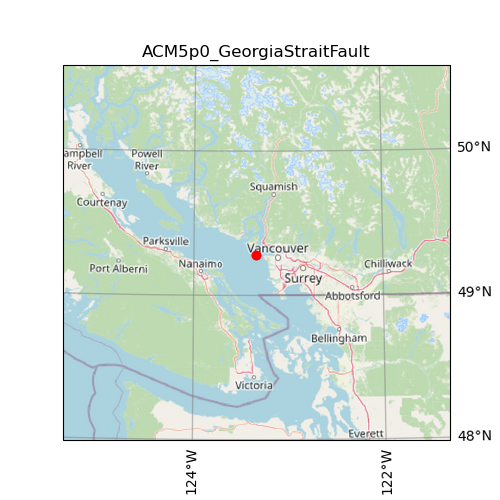 ACM5p0_GeorgiaStraitFault
50°N
ampbell
River
Powell
River
Squamish
Courtenay
Parksville
Vancouver
Port Alberni
Nanaimo
Surrey
Chilliwack
49°N
Abbotsford
Bellingham
Victoria
Everett
48°N
124°W
122°W